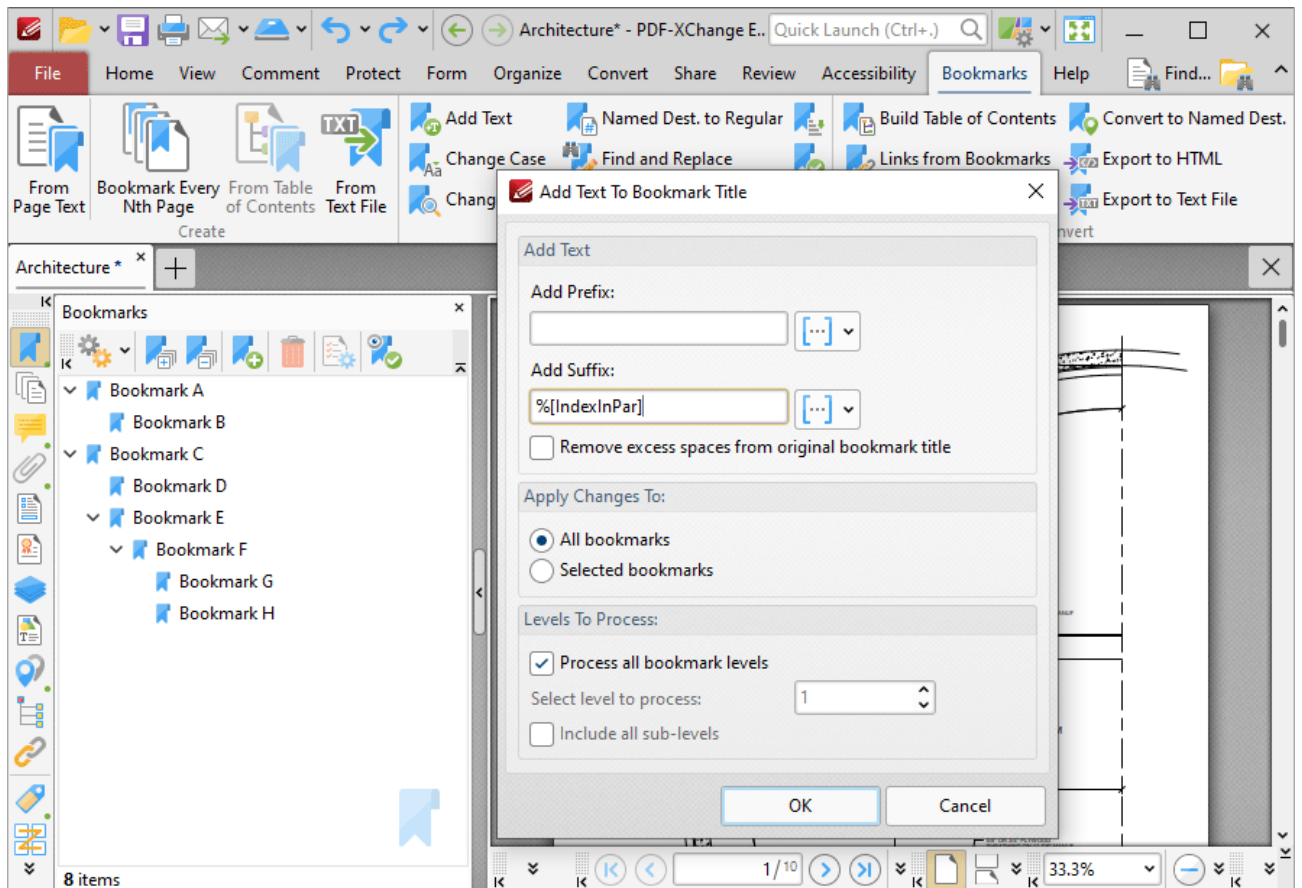 Architecture* - PDF-XChange E..
Quick Launch (Ctrl+.)
File Home View Comment Protect Form Organize Convert Share Review Accessibility Bookmarks Help Find...
From Page Text
Bookmark Every Nth Page
From Table of Contents
TXT
From Text File
Create
Add Text
Change Case
Chang
Named Dest. to Regular
Find and Replace
Build Table of Contents
Links from Bookmarks
Convert to Named Dest.
Export to HTML
Export to Text File
nvert
Architecture *
Bookmarks
Bookmark A
Bookmark B
Bookmark C
Bookmark D
Bookmark E
Bookmark F
Bookmark G
Bookmark H
8 items
Add Text To Bookmark Title
Add Text
Add Prefix:
Add Suffix:
%[IndexInPar]
Remove excess spaces from original bookmark title
Apply Changes To:
All bookmarks
Selected bookmarks
Levels To Process:
Process all bookmark levels
Select level to process:
1
Include all sub-levels
OK
Cancel
1/10
33.3%